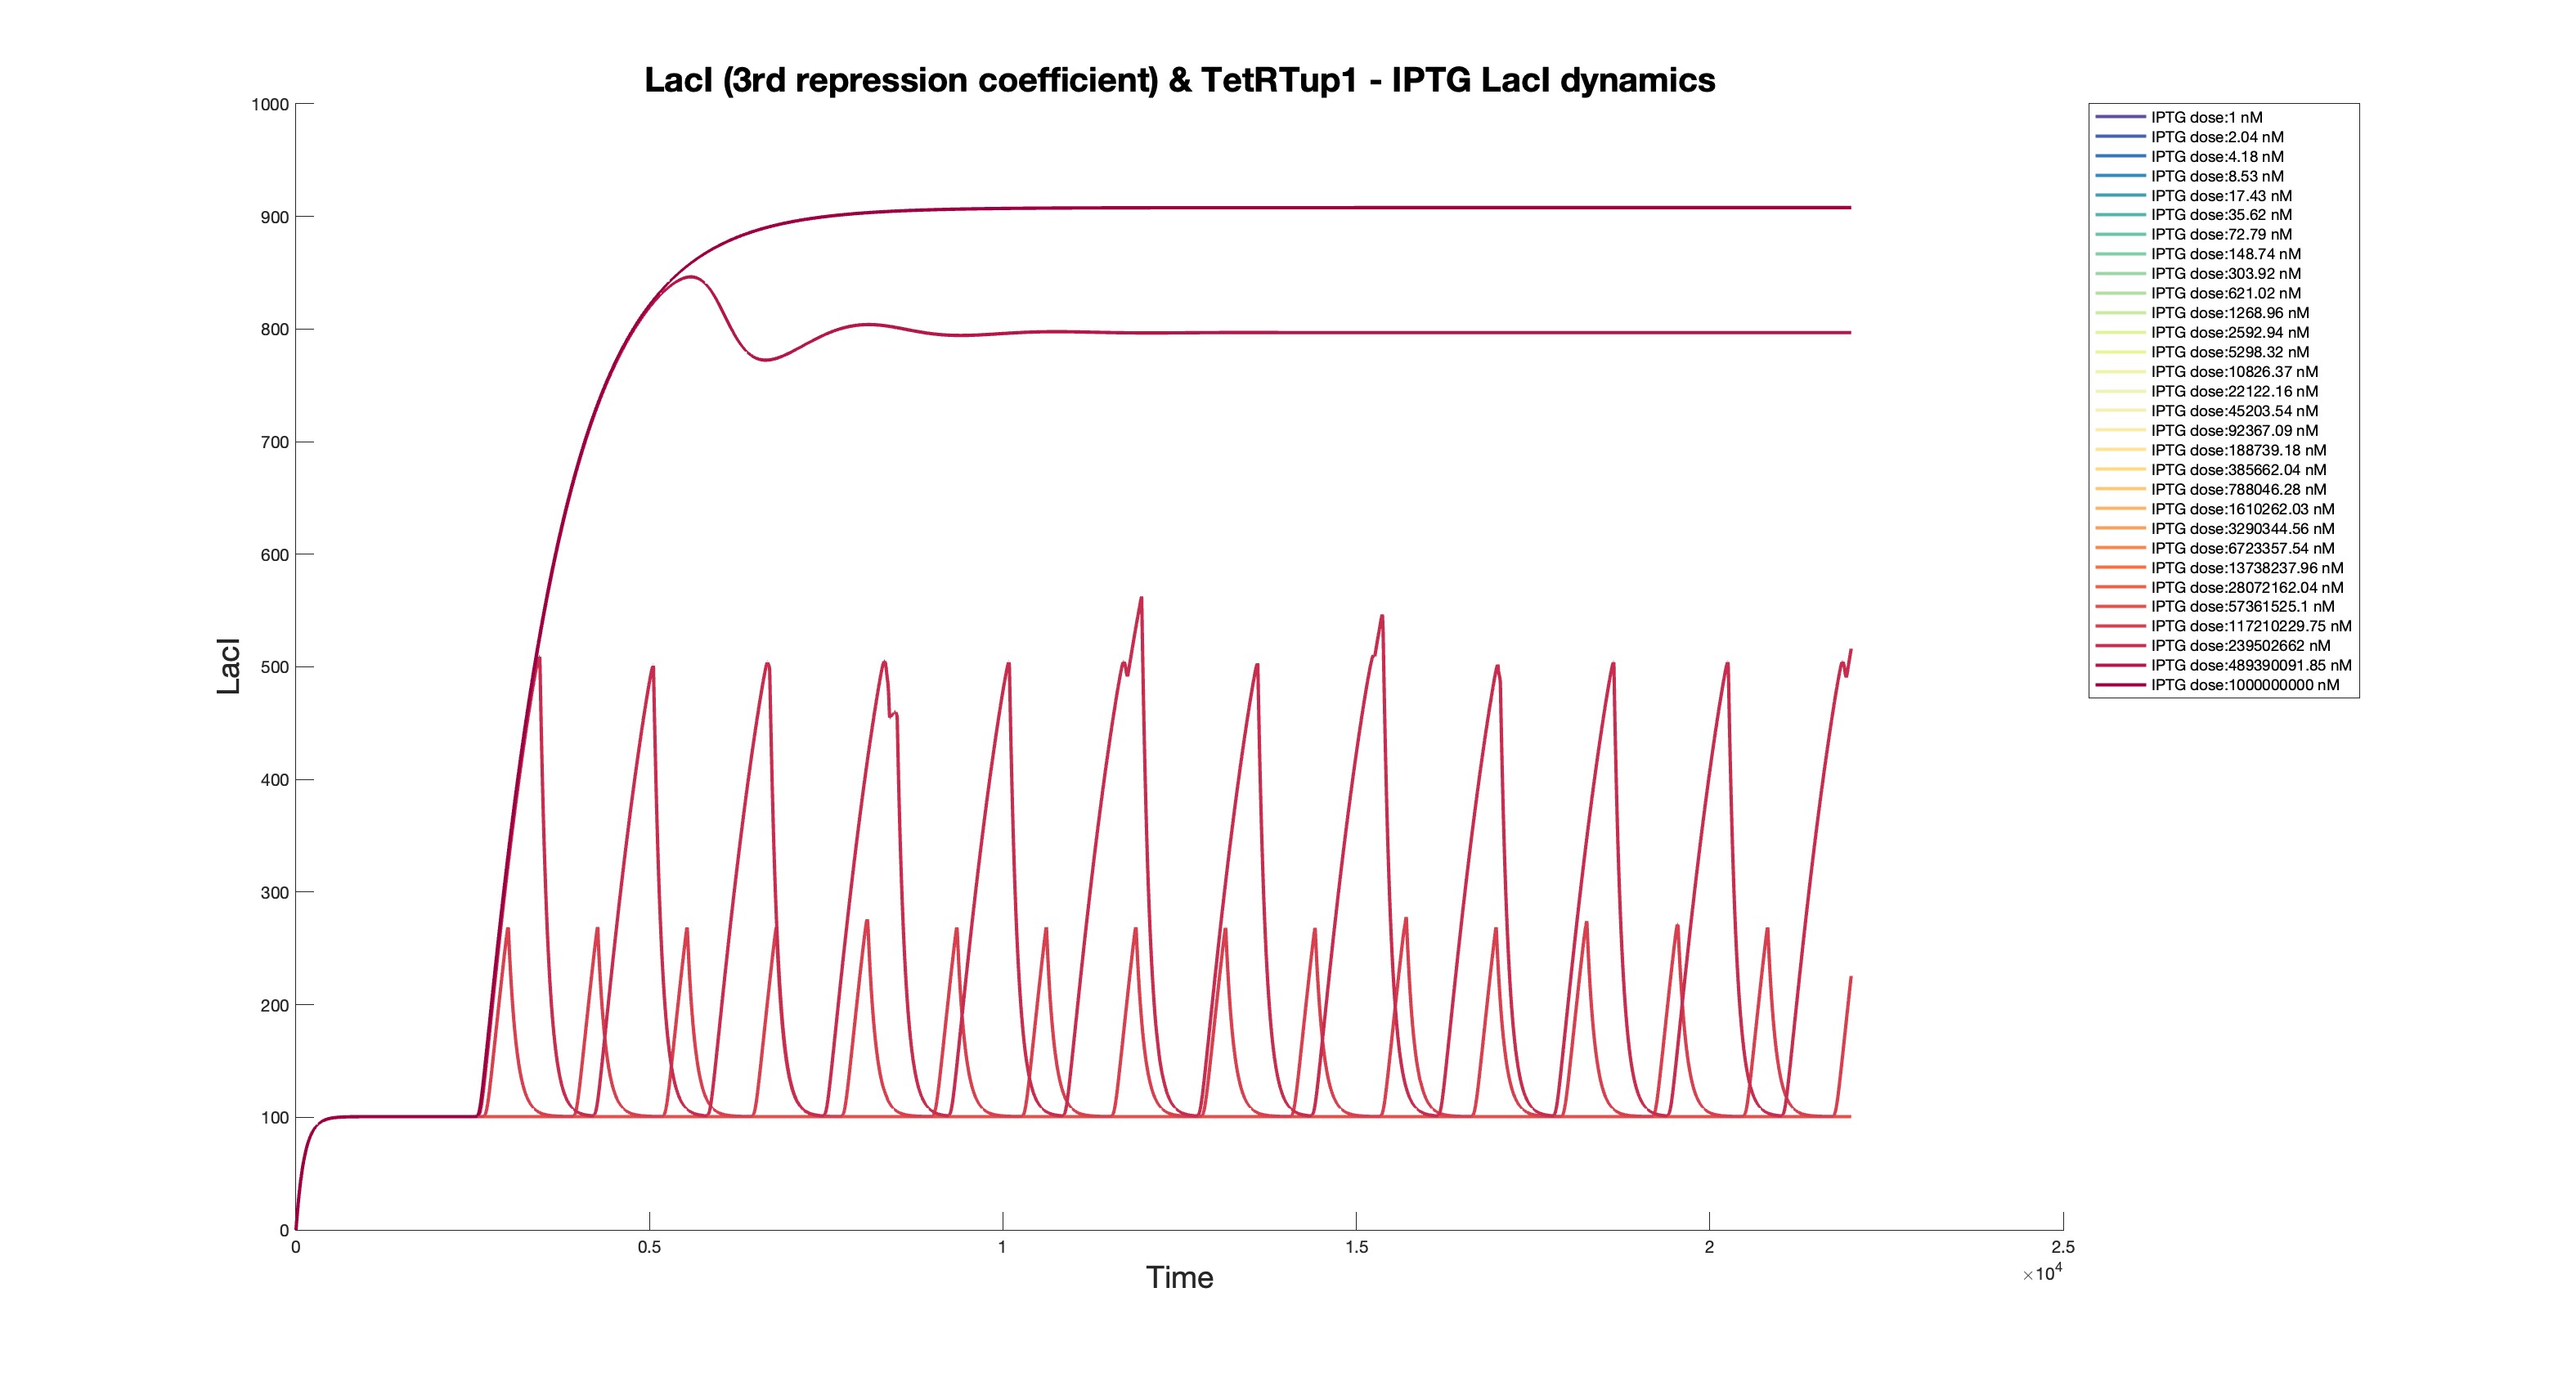 LacI (3rd repression coefficient) & TetRTup1 - IPTG LacI dynamics
1000
900
800
700
600
500
400
300
200
100
0
LacI
0
0.5
1
1.5
2
2.5
×10^4
Time
IPTG dose:1 nM
IPTG dose:2.04 nM
IPTG dose:4.18 nM
IPTG dose:8.53 nM
IPTG dose:17.43 nM
IPTG dose:35.62 nM
IPTG dose:72.79 nM
IPTG dose:148.74 nM
IPTG dose:303.92 nM
IPTG dose:621.02 nM
IPTG dose:1268.96 nM
IPTG dose:2592.94 nM
IPTG dose:5298.32 nM
IPTG dose:10826.37 nM
IPTG dose:22122.16 nM
IPTG dose:45203.54 nM
IPTG dose:92367.09 nM
IPTG dose:188739.18 nM
IPTG dose:385662.04 nM
IPTG dose:788046.28 nM
IPTG dose:1610262.03 nM
IPTG dose:3290344.56 nM
IPTG dose:6723357.54 nM
IPTG dose:13738237.96 nM
IPTG dose:28072162.04 nM
IPTG dose:57361525.1 nM
IPTG dose:117210229.75 nM
IPTG dose:239502662 nM
IPTG dose:489390091.85 nM
IPTG dose:1000000000 nM